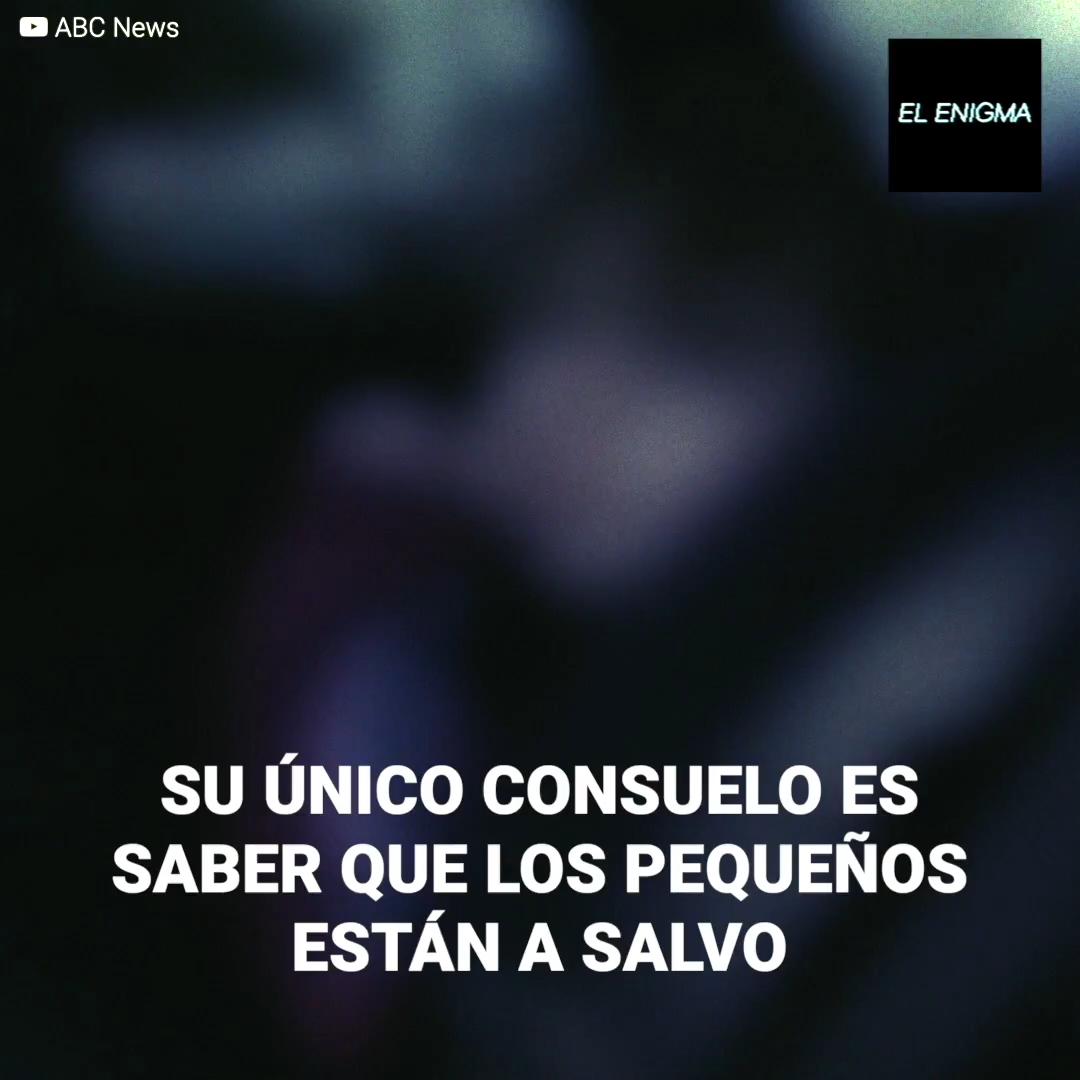 ABC News
EL ENIGMA
SU ÚNICO CONSUELO ES
SABER QUE LOS PEQUEÑOS
ESTÁN A SALVO